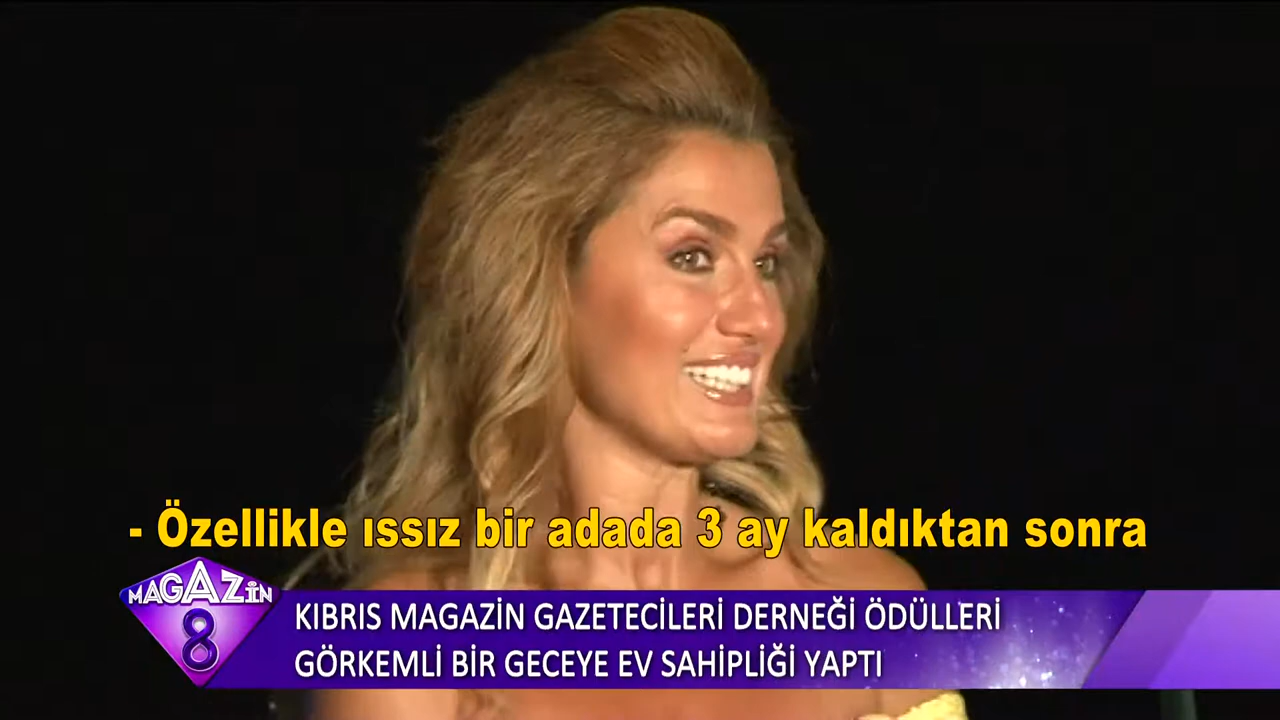 - Özellikle ıssız bir adada 3 ay kaldıktan sonra
MAGAZİN
8
KIBRIS MAGAZİN GAZETECİLERİ DERNEĞİ ÖDÜLLERİ
GÖRKEMLİ BİR GECEYE EV SAHİPLİĞİ YAPTI